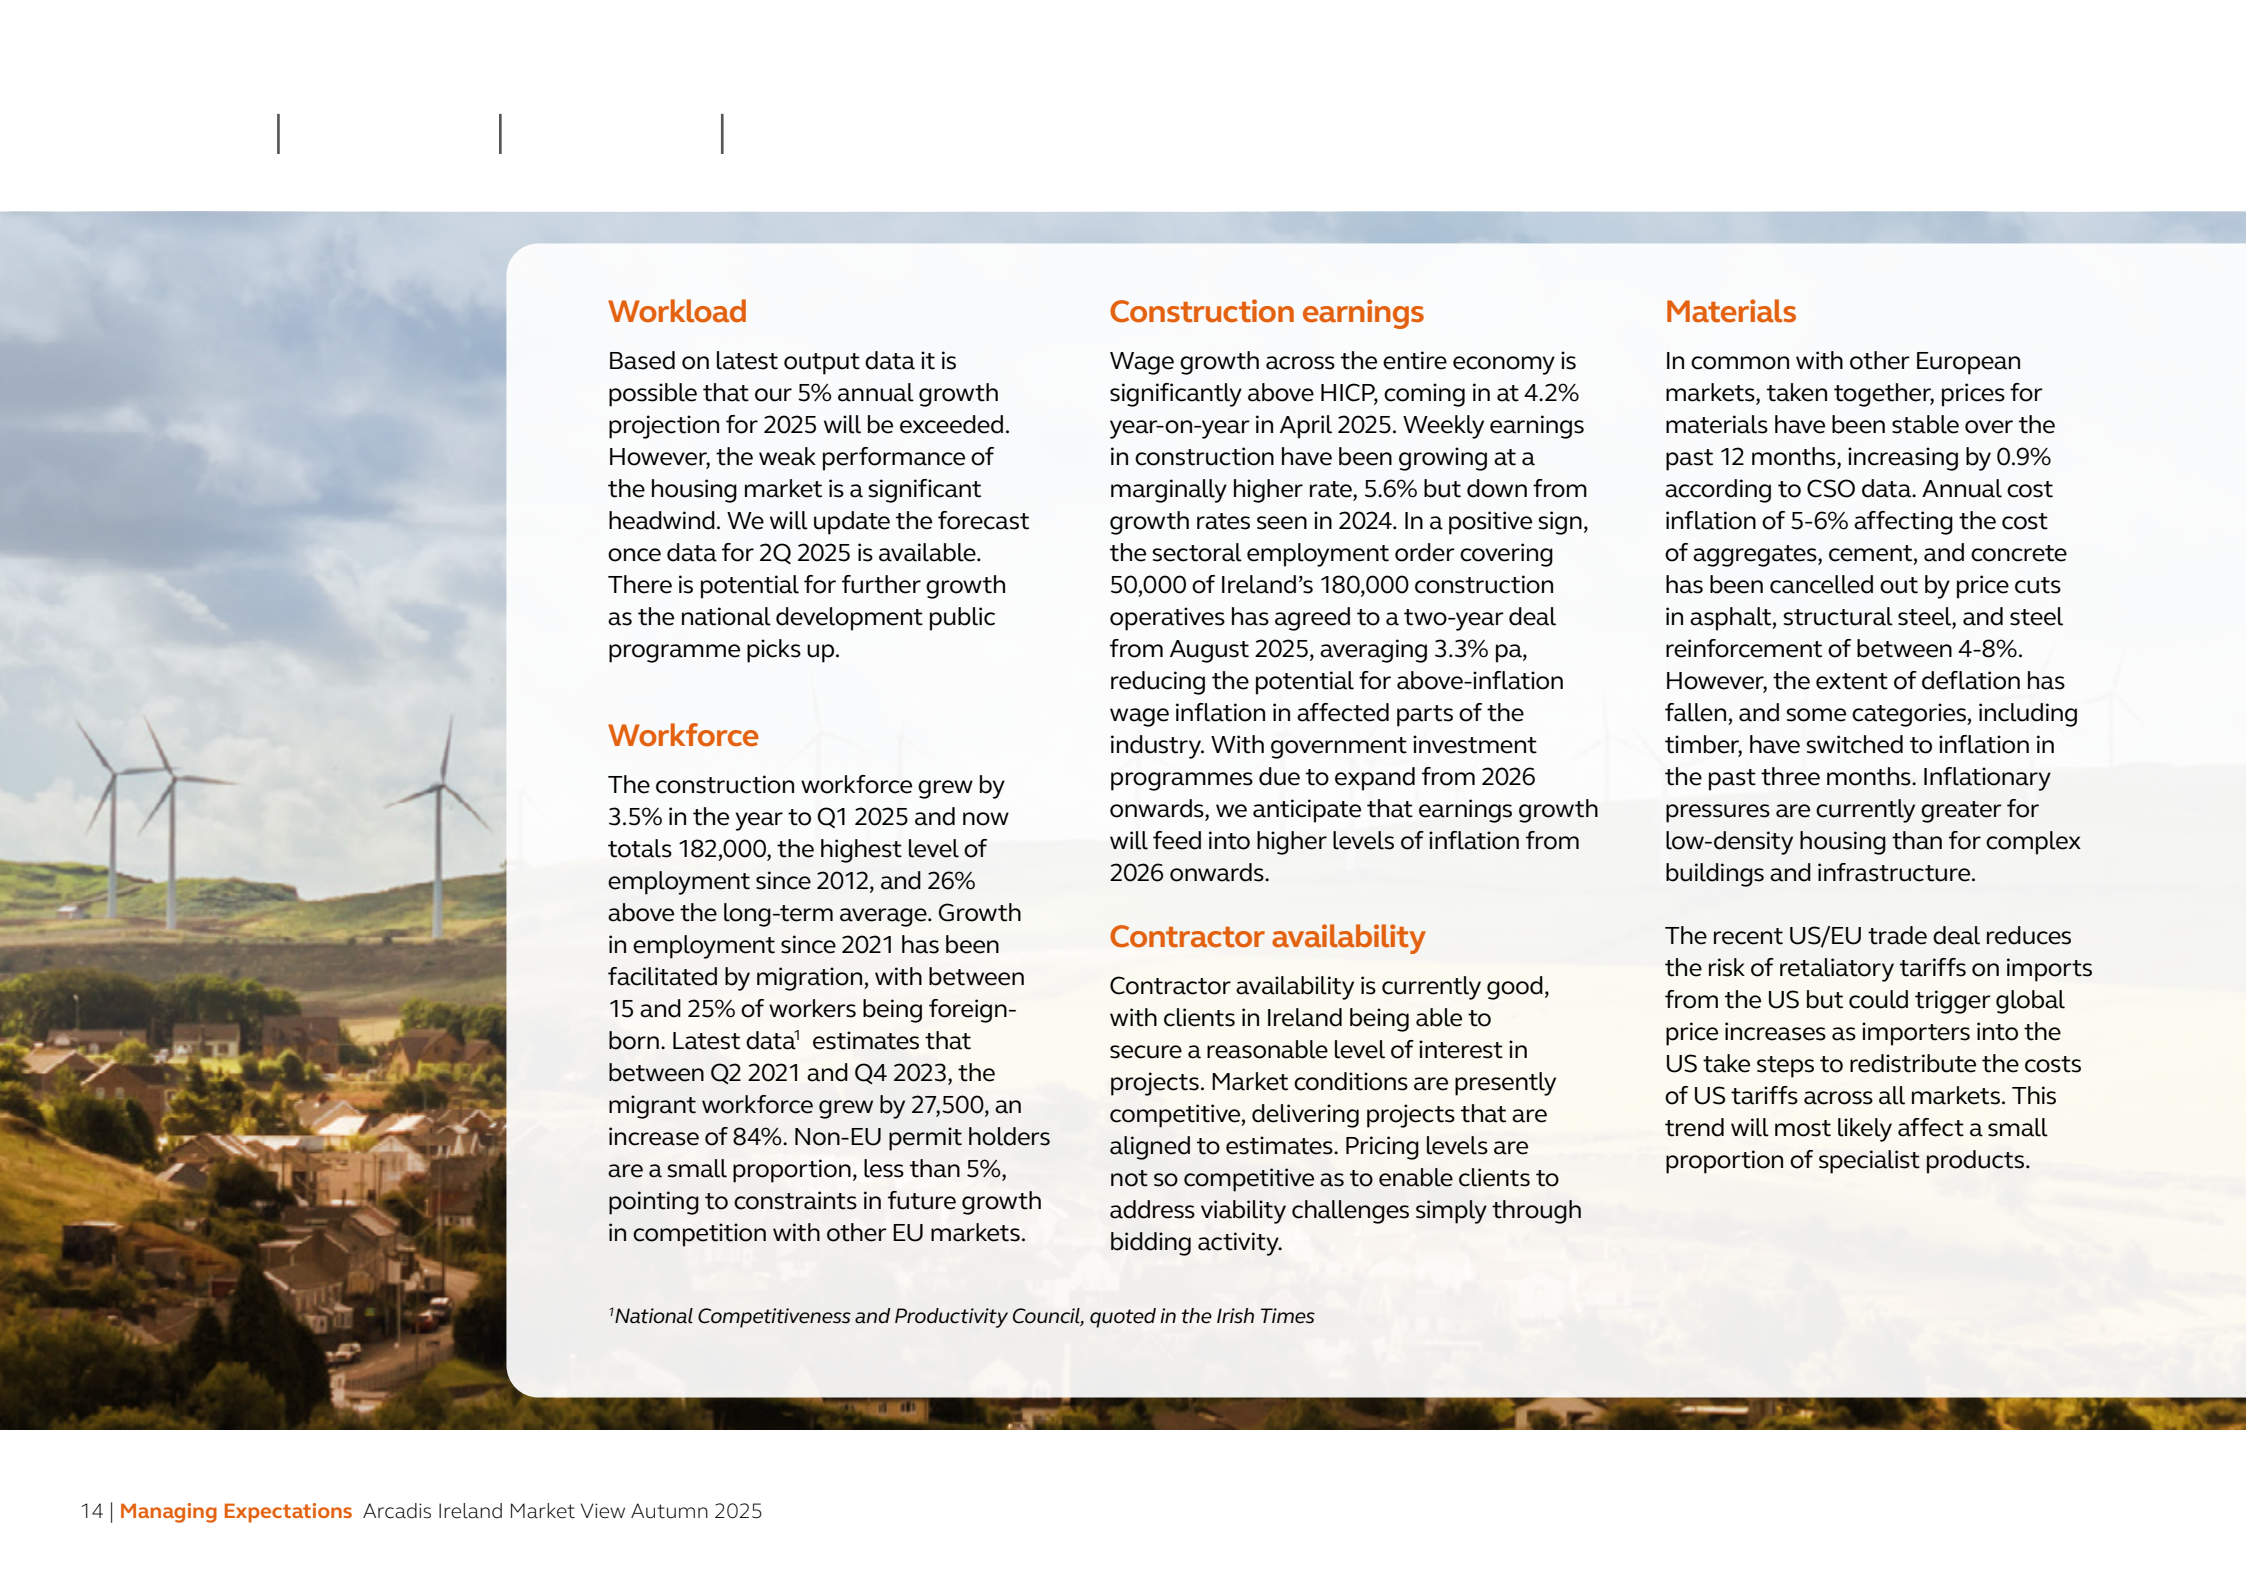 Workload
Based on latest output data it is
possible that our 5% annual growth
projection for 2025 will be exceeded.
However, the weak performance of
the housing market is a significant
headwind. We will update the forecast
once data for 2Q 2025 is available.
There is potential for further growth
as the national development public
programme picks up.
Workforce
The construction workforce grew by
3.5% in the year to Q1 2025 and now
totals 182,000, the highest level of
employment since 2012, and 26%
above the long-term average. Growth
in employment since 2021 has been
facilitated by migration, with between
15 and 25% of workers being foreign-
born. Latest data¹ estimates that
between Q2 2021 and Q4 2023, the
migrant workforce grew by 27,500, an
increase of 84%. Non-EU permit holders
are a small proportion, less than 5%,
pointing to constraints in future growth
in competition with other EU markets.
Construction earnings
Wage growth across the entire economy is
significantly above HICP, coming in at 4.2%
year-on-year in April 2025. Weekly earnings
in construction have been growing at a
marginally higher rate, 5.6% but down from
growth rates seen in 2024. In a positive sign,
the sectoral employment order covering
50,000 of Ireland’s 180,000 construction
operatives has agreed to a two-year deal
from August 2025, averaging 3.3% pa,
reducing the potential for above-inflation
wage inflation in affected parts of the
industry. With government investment
programmes due to expand from 2026
onwards, we anticipate that earnings growth
will feed into higher levels of inflation from
2026 onwards.
Contractor availability
Contractor availability is currently good,
with clients in Ireland being able to
secure a reasonable level of interest in
projects. Market conditions are presently
competitive, delivering projects that are
aligned to estimates. Pricing levels are
not so competitive as to enable clients to
address viability challenges simply through
bidding activity.
Materials
In common with other European
markets, taken together, prices for
materials have been stable over the
past 12 months, increasing by 0.9%
according to CSO data. Annual cost
inflation of 5-6% affecting the cost
of aggregates, cement, and concrete
has been cancelled out by price cuts
in asphalt, structural steel, and steel
reinforcement of between 4-8%.
However, the extent of deflation has
fallen, and some categories, including
timber, have switched to inflation in
the past three months. Inflationary
pressures are currently greater for
low-density housing than for complex
buildings and infrastructure.
The recent US/EU trade deal reduces
the risk of retaliatory tariffs on imports
from the US but could trigger global
price increases as importers into the
US take steps to redistribute the costs
of US tariffs across all markets. This
trend will most likely affect a small
proportion of specialist products.
¹National Competitiveness and Productivity Council, quoted in the Irish Times
14 | Managing Expectations Arcadis Ireland Market View Autumn 2025